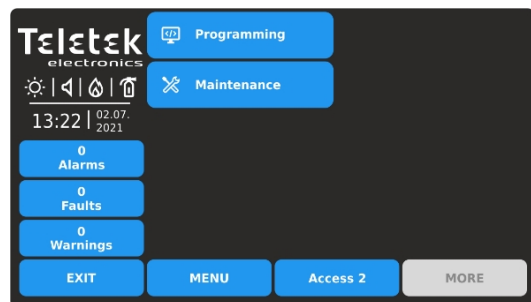 Teletek
electronics
13:22 02.07.
2021
0
Alarms
0
Faults
0
Warnings
Programming
Maintenance
EXIT
MENU
Access 2
MORE